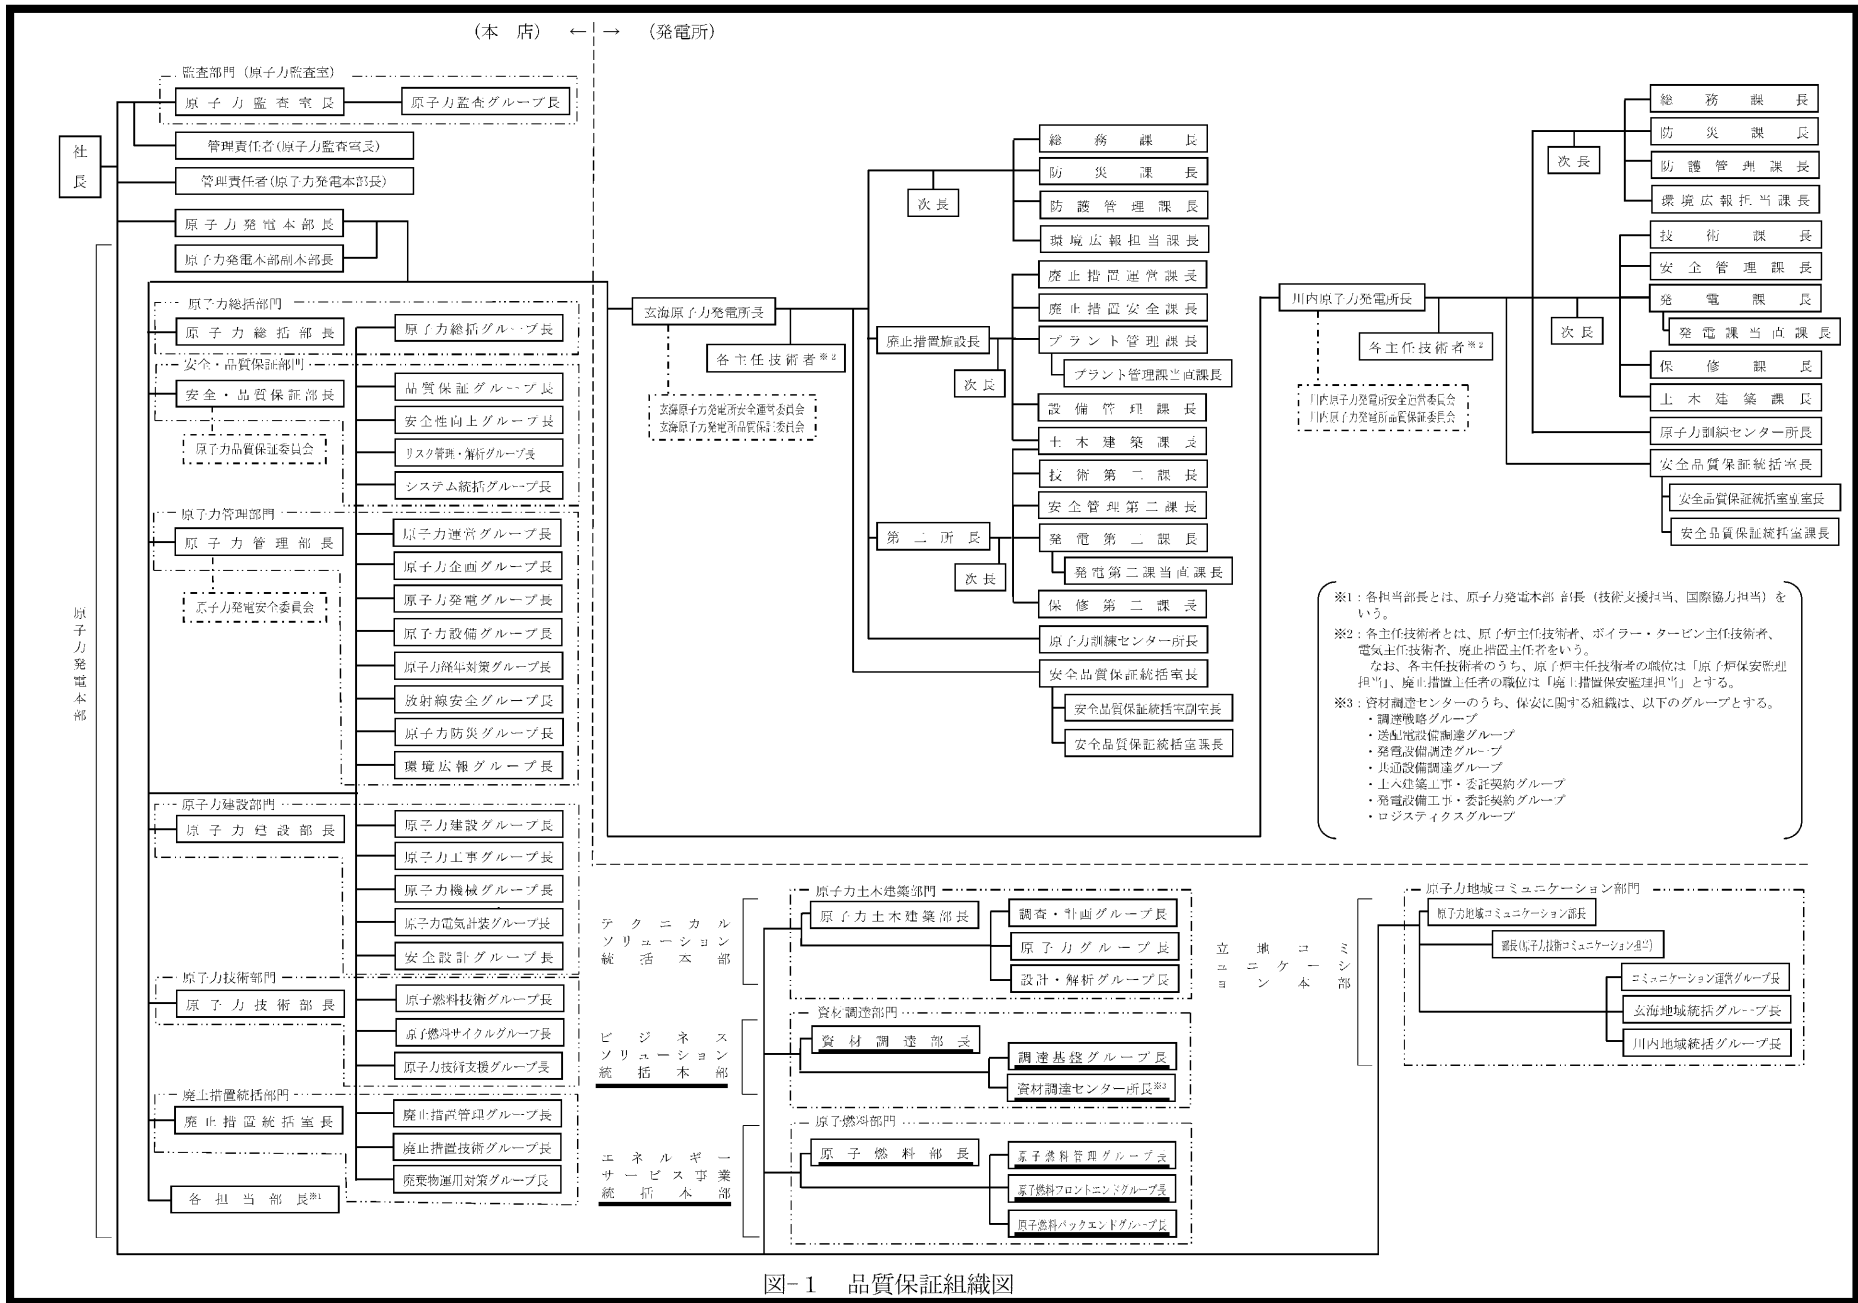 (本 店) ←
→ (発電所)
社長
監査部門 (原子力監査室)
原子力監査室長
原子力監査グループ長
管理責任者(原子力監査室長)
管理責任者(原子力発電本部長)
原子力発電本部長
原子力発電本部副本部長
原子力発電本部
原子力総括部門
原子力総括部長
原子力総括グループ長
安全・品質保証部門
安全・品質保証部長
原子力品質保証委員会
品質保証グループ長
安全性向上グループ長
リスク管理・解析グループ長
システム統括グループ長
原子力管理部門
原子力管理部長
原子力発電安全委員会
原子力運営グループ長
原子力企画グループ長
原子力発電グループ長
原子力設備グループ長
原子力経年対策グループ長
放射線安全グループ長
原子力防災グループ長
環境広報グループ長
原子力建設部門
原子力建設部長
原子力建設グループ長
原子力工事グループ長
原子力機械グループ長
原子力電気計装グループ長
安全設計グループ長
原子力技術部門
原子力技術部長
原子燃料技術グループ長
原子燃料サイクルグループ長
原子力技術支援グループ長
廃止措置統括部門
廃止措置統括室長
廃止措置管理グループ長
廃止措置技術グループ長
廃棄物運用対策グループ長
各担当部長※1
玄海原子力発電所長
各主任技術者※2
玄海原子力発電所安全運営委員会
玄海原子力発電所品質保証委員会
次長
総務課長
防災課長
防護管理課長
環境広報担当課長
廃止措置施設長
次長
廃止措置運営課長
廃止措置安全課長
プラント管理課長
プラント管理課当直課長
設備管理課長
土木建築課長
第二所長
次長
技術第二課長
安全管理第二課長
発電第二課長
発電第二課当直課長
保修第二課長
原子力訓練センター所長
安全品質保証統括室長
安全品質保証統括室副室長
安全品質保証統括室課長
川内原子力発電所長
各主任技術者※2
川内原子力発電所安全運営委員会
川内原子力発電所品質保証委員会
次長
総務課長
防災課長
防護管理課長
環境広報担当課長
次長
技術課長
安全管理課長
発電課長
発電課当直課長
保修課長
土木建築課長
原子力訓練センター所長
安全品質保証統括室長
安全品質保証統括室副室長
安全品質保証統括室課長
※1：各担当部長とは、原子力発電本部 部長（技術支援担当、国際協力担当）を
いう。
※2：各主任技術者とは、原子炉主任技術者、ボイラー・タービン主任技術者、
電気主任技術者、廃止措置主任者をいう。
なお、各主任技術者のうち、原子炉主任技術者の職位は「原子炉保安監理
担当」、廃止措置主任者の職位は「廃止措置保安監理担当」とする。
※3：資材調達センターのうち、保安に関する組織は、以下のグループとする。
・調達戦略グループ
・送配電設備調達グループ
・発電設備調達グループ
・共通設備調達グループ
・土木建築工事・委託契約グループ
・発電設備工事・委託契約グループ
・ロジスティクスグループ
テクニカル
ソリューション
統括本部
原子力土木建築部門
原子力土木建築部長
調査・計画グループ長
原子力グループ長
設計・解析グループ長
ビジネス
ソリューション
統括本部
資材調達部門
資材調達部長
調達基盤グループ長
資材調達センター所長※3
エネルギー
サービス事業
統括本部
原子燃料部門
原子燃料部長
原子燃料管理グループ長
原子燃料フロントエンドグループ長
原子燃料バックエンドグループ長
立地コミ
ュニケーシ
ョン本部
原子力地域コミュニケーション部門
原子力地域コミュニケーション部長
部長(原子力技術コミュニケーション担当)
コミュニケーション運営グループ長
玄海地域統括グループ長
川内地域統括グループ長
図-1 品質保証組織図